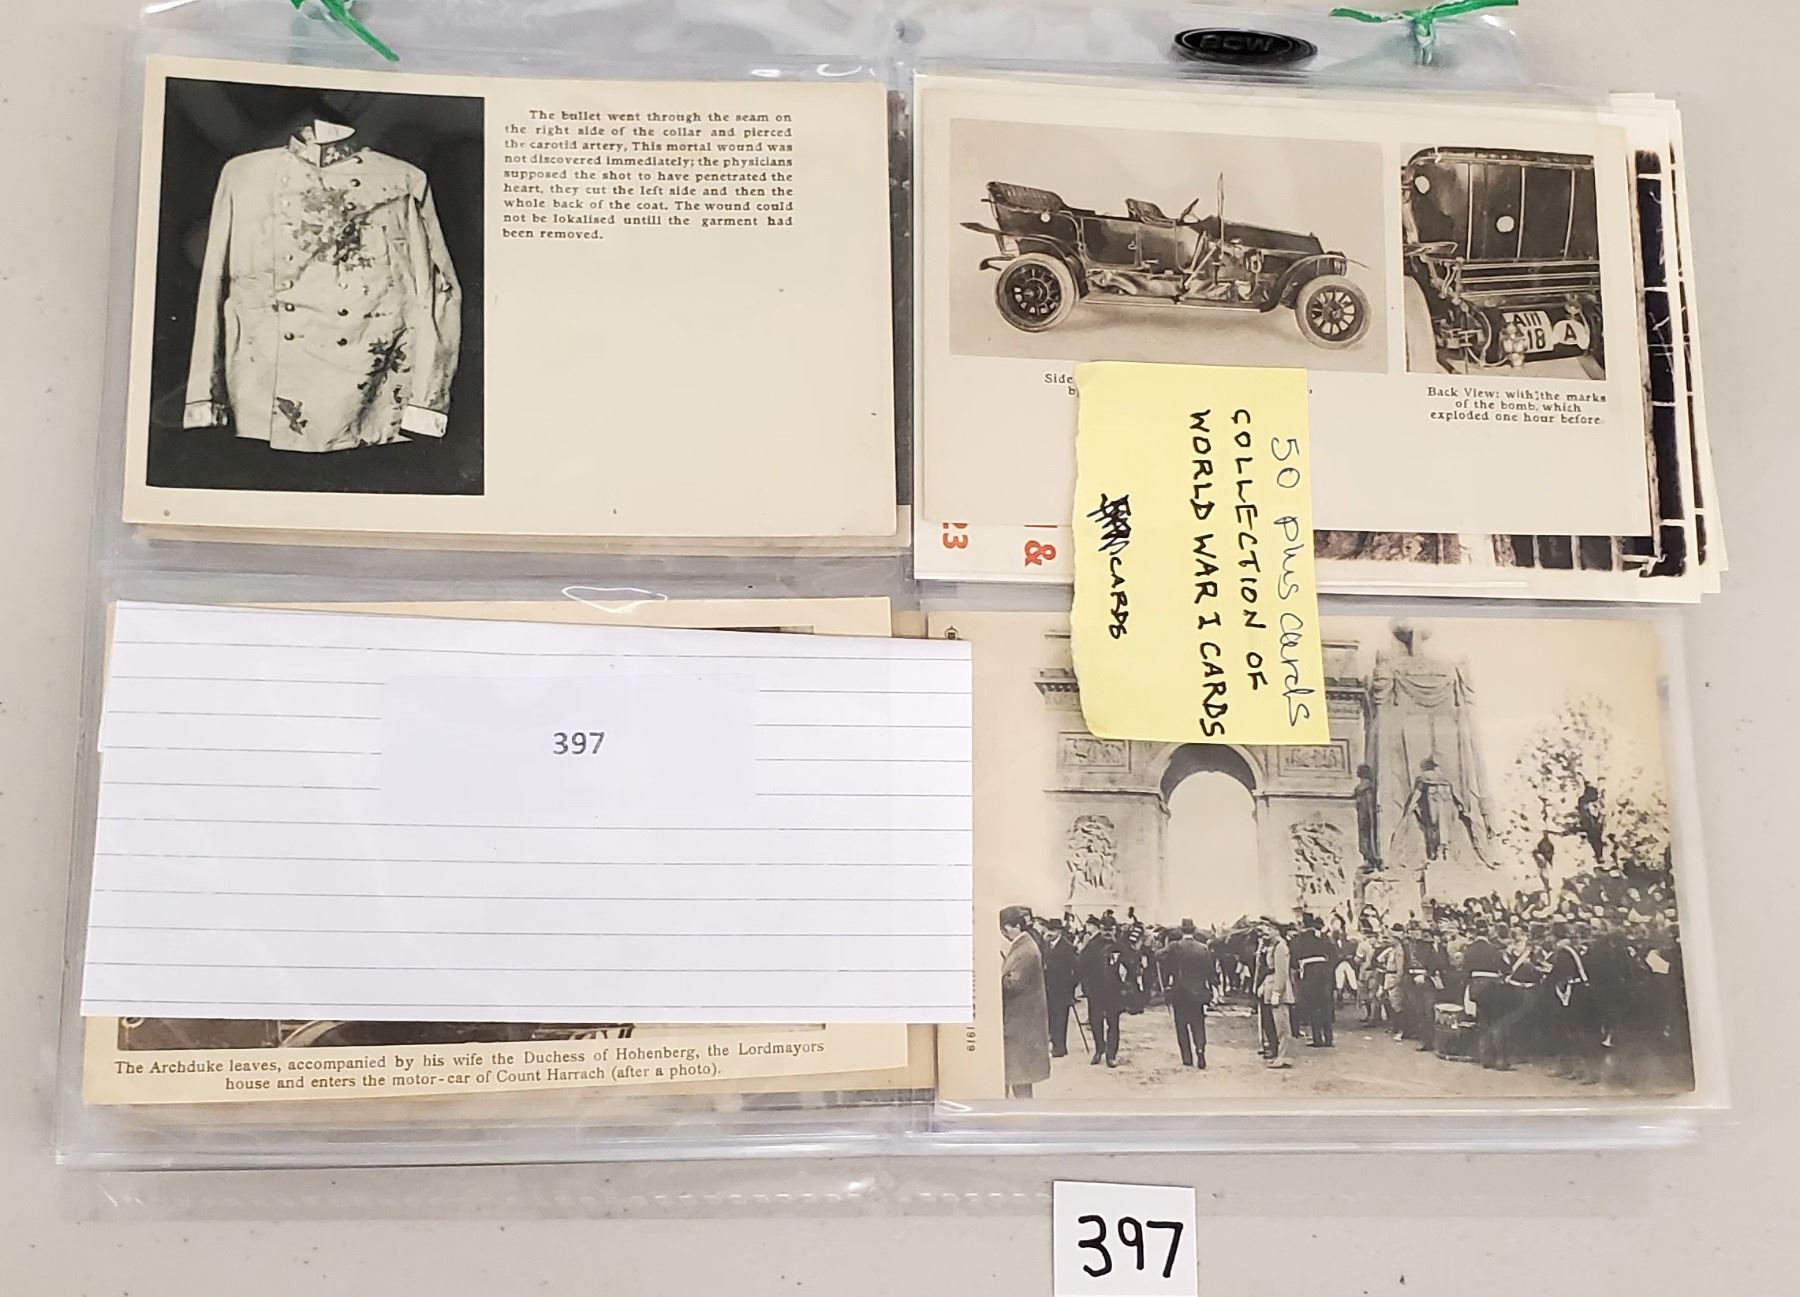 BCW
The bullet went through the seam on
the right side of the collar and pierced
the carotid artery, This mortal wound was
not discovered immediately; the physicians
supposed the shot to have penetrated the
heart, they cut the left side and then the
whole back of the coat. The wound could
not be lokalised untill the garment had
been removed.
AIII
118
A
Side
b
Back View: with the marks
of the bomb, which
exploded one hour before
50 plus cards
COLLECTION OF
WORLD WAR I CARDS
CARDS
&
23
397
The Archduke leaves, accompanied by his wife the Duchess of Hohenberg, the Lordmayors
house and enters the motor-car of Count Harrach (after a photo).
1919
397